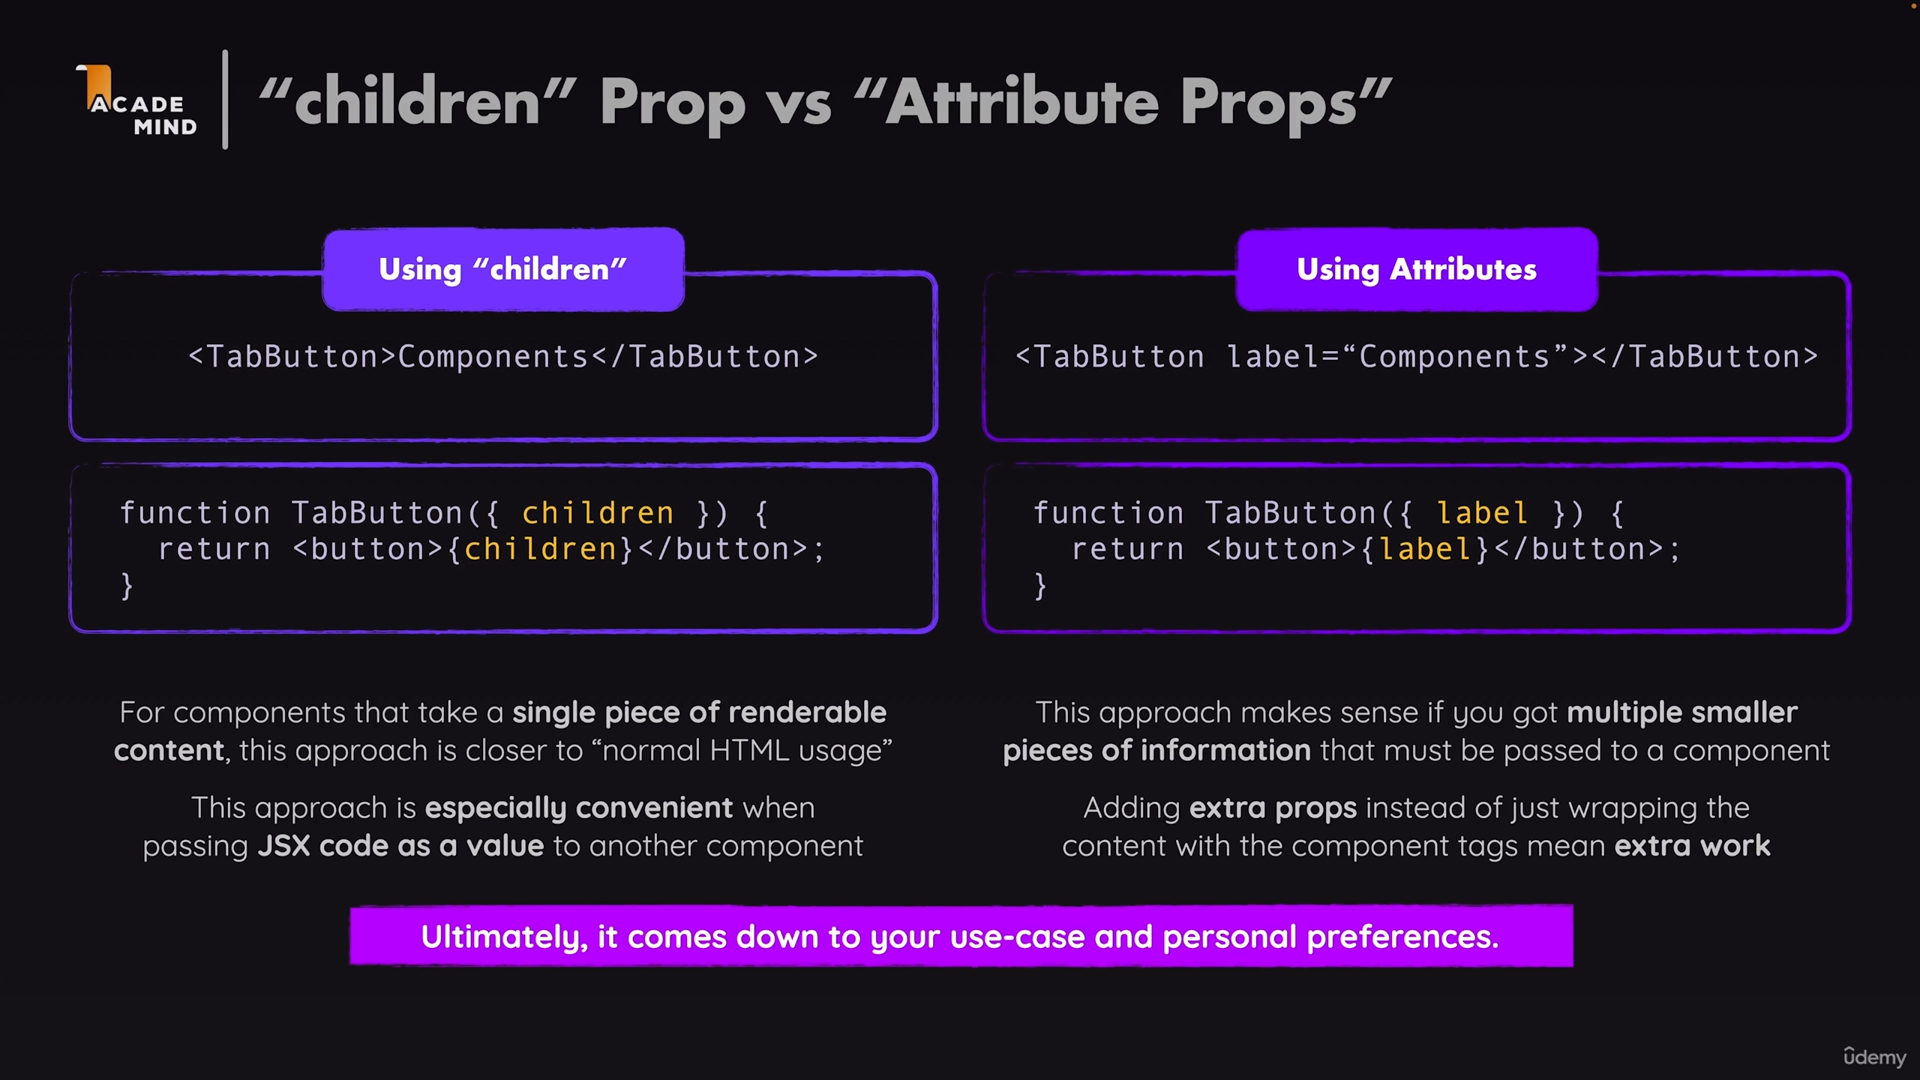 ACADE
MIND
“children” Prop vs “Attribute Props”
Using “children”
<TabButton>Components</TabButton>
function TabButton({ children }) {
  return <button>{children}</button>;
}
For components that take a single piece of renderable
content, this approach is closer to “normal HTML usage”
This approach is especially convenient when
passing JSX code as a value to another component
Using Attributes
<TabButton label=“Components”></TabButton>
function TabButton({ label }) {
  return <button>{label}</button>;
}
This approach makes sense if you got multiple smaller
pieces of information that must be passed to a component
Adding extra props instead of just wrapping the
content with the component tags mean extra work
Ultimately, it comes down to your use-case and personal preferences.
ûdemy